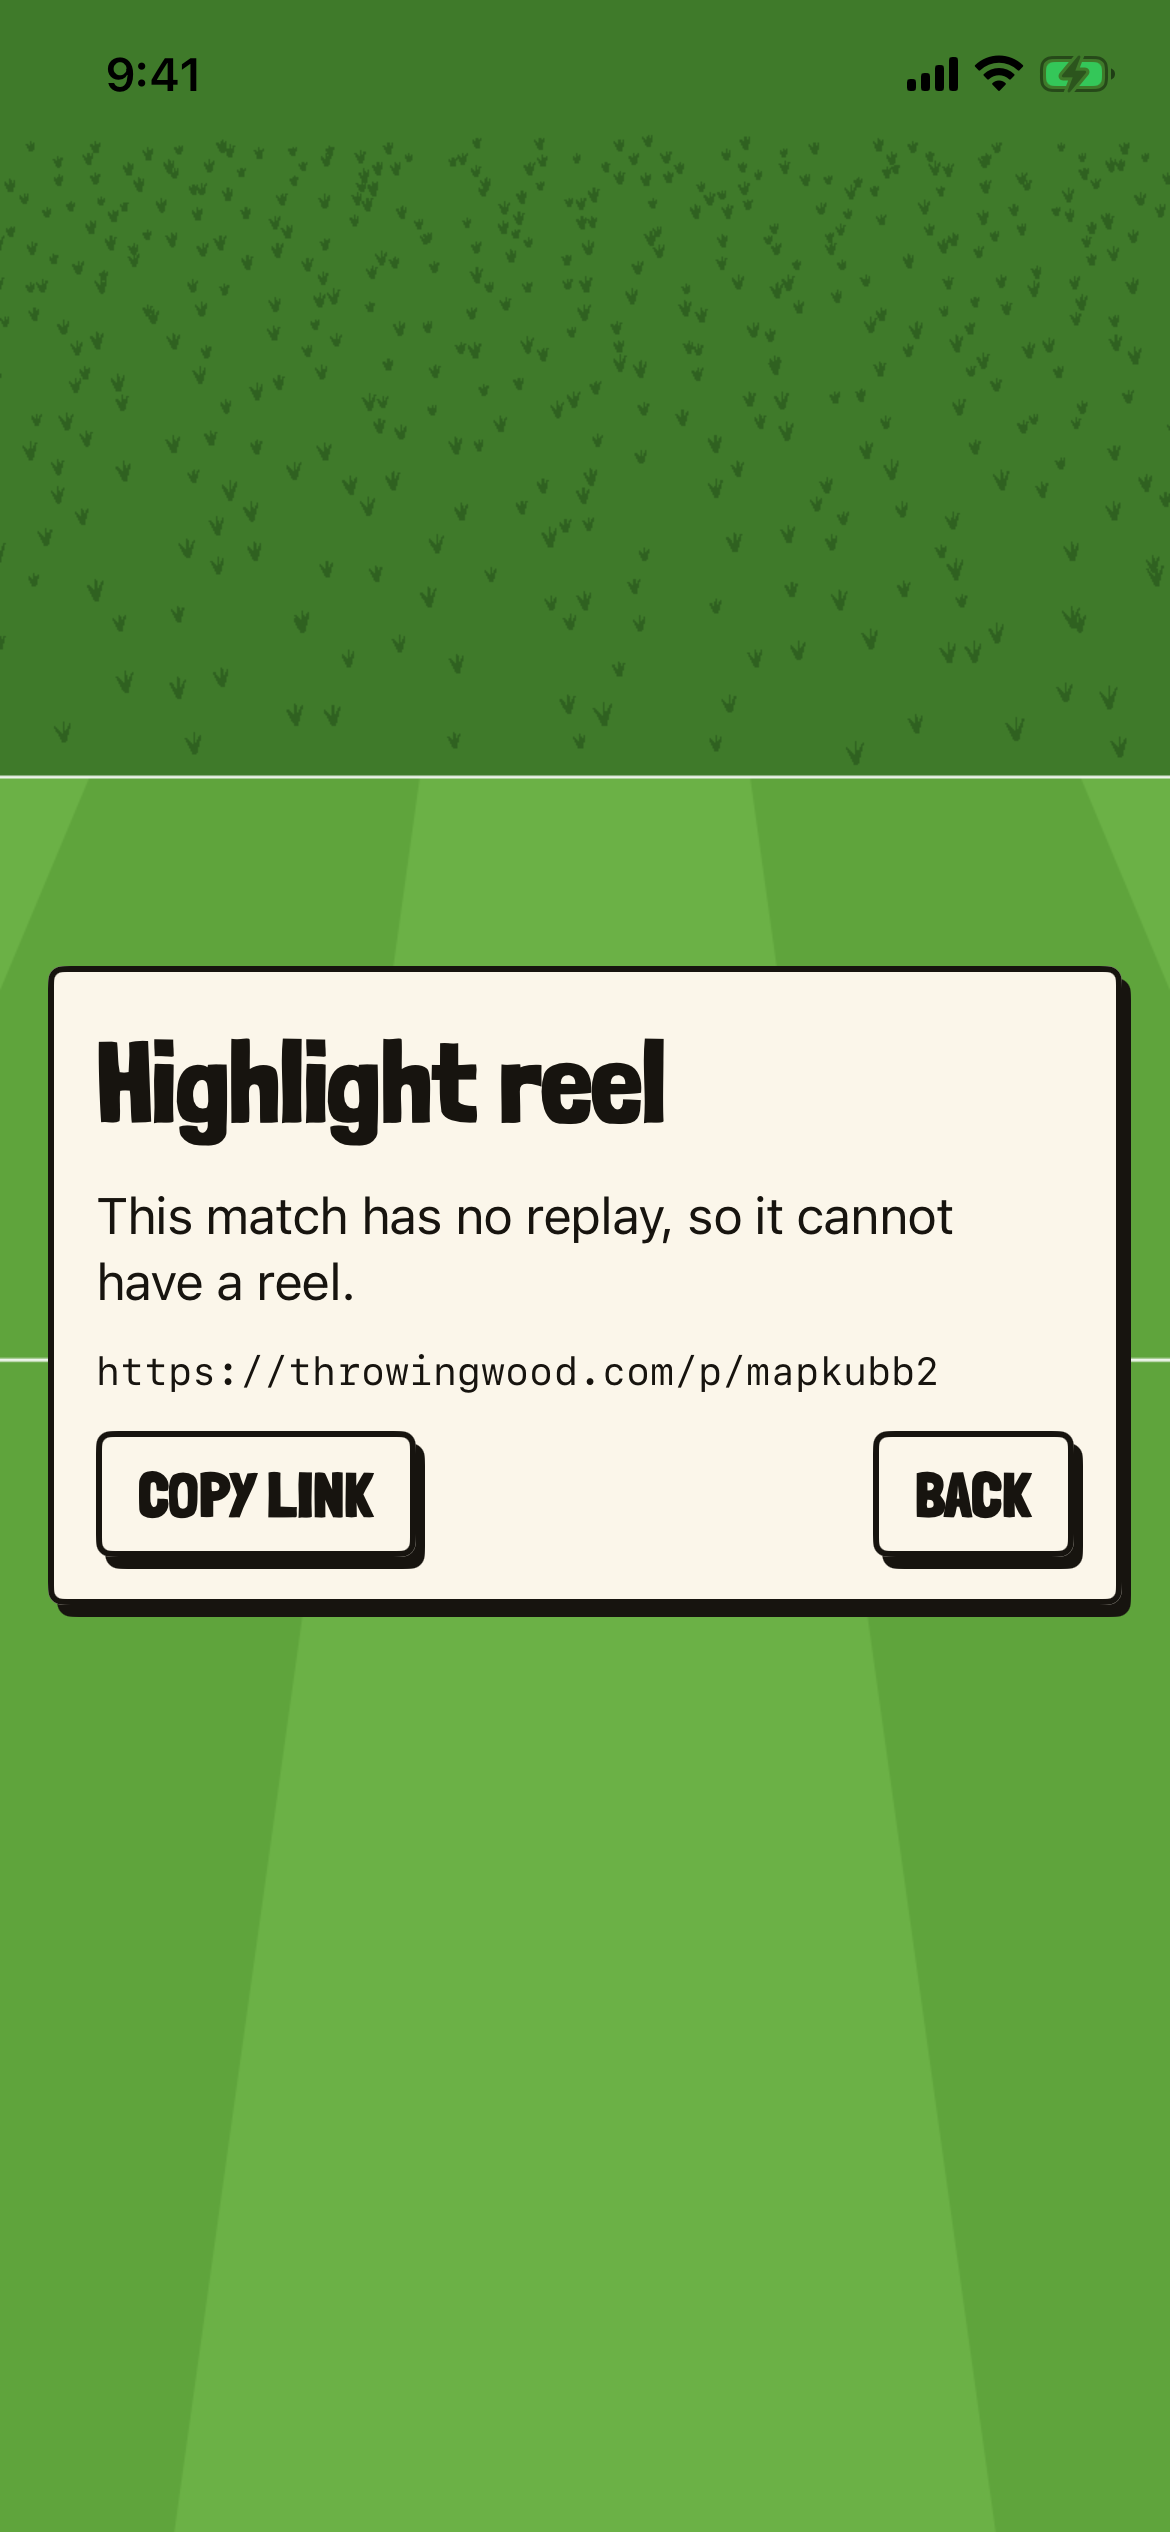 9:41
Highlight reel
This match has no replay, so it cannot
have a reel.
https://throwingwood.com/p/mapkubb2
COPY LINK
BACK